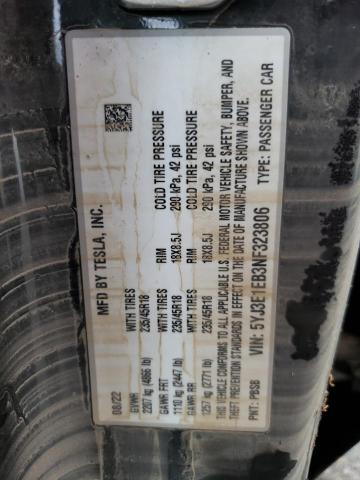 MFD BY TESLA, INC.
08/22
GVWR WITH TIRES RIM COLD TIRE PRESSURE
2207 kg (4866 lb) 235/45R18 18X8.5J 290 kPa, 42 psi
GAWR FRT WITH TIRES RIM COLD TIRE PRESSURE
1110 kg (2447 lb) 235/45R18 18X8.5J 290 kPa, 42 psi
GAWR RR
1257 kg (2771 lb) 235/45R18
THIS VEHICLE CONFORMS TO ALL APPLICABLE U.S. FEDERAL MOTOR VEHICLE SAFETY, BUMPER, AND
THEFT PREVENTION STANDARDS IN EFFECT ON THE DATE OF MANUFACTURE SHOWN ABOVE.
VIN: 5YJ3E1EB3NF323806 TYPE: PASSENGER CAR
PNT: PBSB